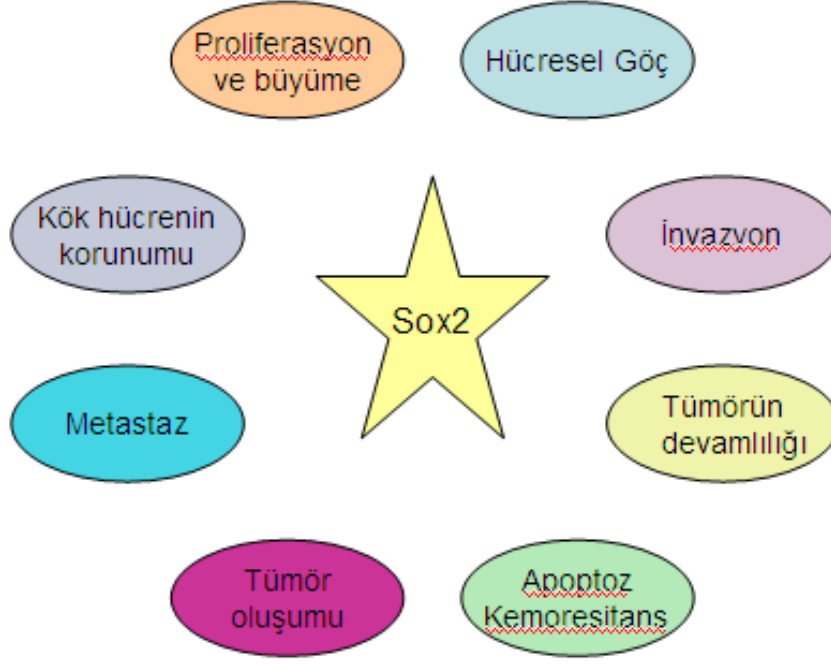 Proliferasyon
ve büyüme
Hücresel Göç
Kök hücrenin
korunumu
İnvazyon
Sox2
Metastaz
Tümörün
devamlılığı
Tümör
oluşumu
Apoptoz
Kemoresitans